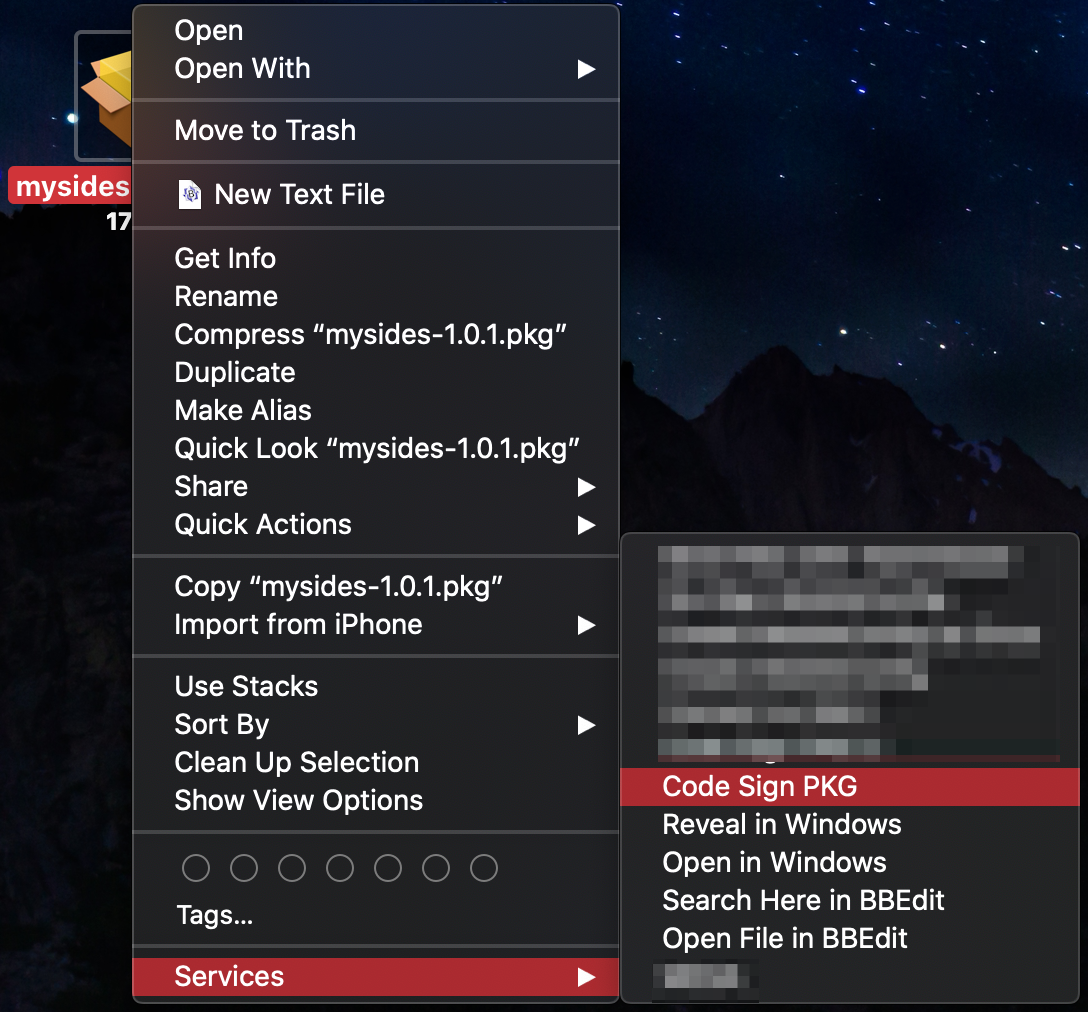 mysides
17
Open
Open With
Move to Trash
New Text File
Get Info
Rename
Compress “mysides-1.0.1.pkg”
Duplicate
Make Alias
Quick Look “mysides-1.0.1.pkg”
Share
Quick Actions
Copy “mysides-1.0.1.pkg”
Import from iPhone
Use Stacks
Sort By
Clean Up Selection
Show View Options
Tags...
Services
Code Sign PKG
Reveal in Windows
Open in Windows
Search Here in BBEdit
Open File in BBEdit